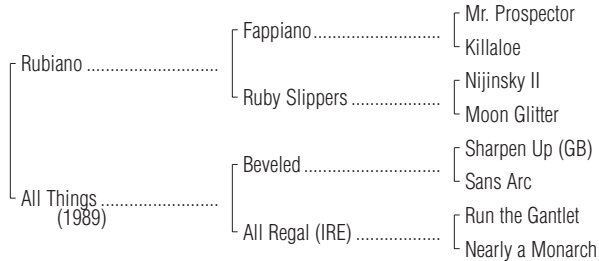 Mr. Prospector
Fappiano
Killaloe
Rubiano
Nijinsky II
Ruby Slippers
Moon Glitter
Sharpen Up (GB)
Beveled
Sans Arc
All Things
(1989)
Run the Gantlet
All Regal (IRE)
Nearly a Monarch